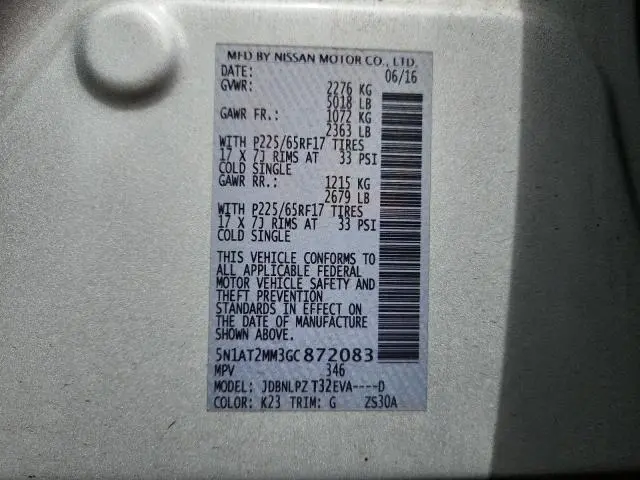 MFD BY NISSAN MOTOR CO., LTD.
DATE: 06/16
GVWR: 2276 KG
5018 LB
GAWR FR.: 1072 KG
2363 LB
WITH P225/65RF17 TIRES
17 X 7J RIMS AT 33 PSI
COLD SINGLE
GAWR RR.: 1215 KG
2679 LB
WITH P225/65RF17 TIRES
17 X 7J RIMS AT 33 PSI
COLD SINGLE
THIS VEHICLE CONFORMS TO
ALL APPLICABLE FEDERAL
MOTOR VEHICLE SAFETY AND
THEFT PREVENTION
STANDARDS IN EFFECT ON
THE DATE OF MANUFACTURE
SHOWN ABOVE.
5N1AT2MM3GC872083
MPV 346
MODEL: JDBNLPZ T32EVA----D
COLOR: K23 TRIM: G ZS30A